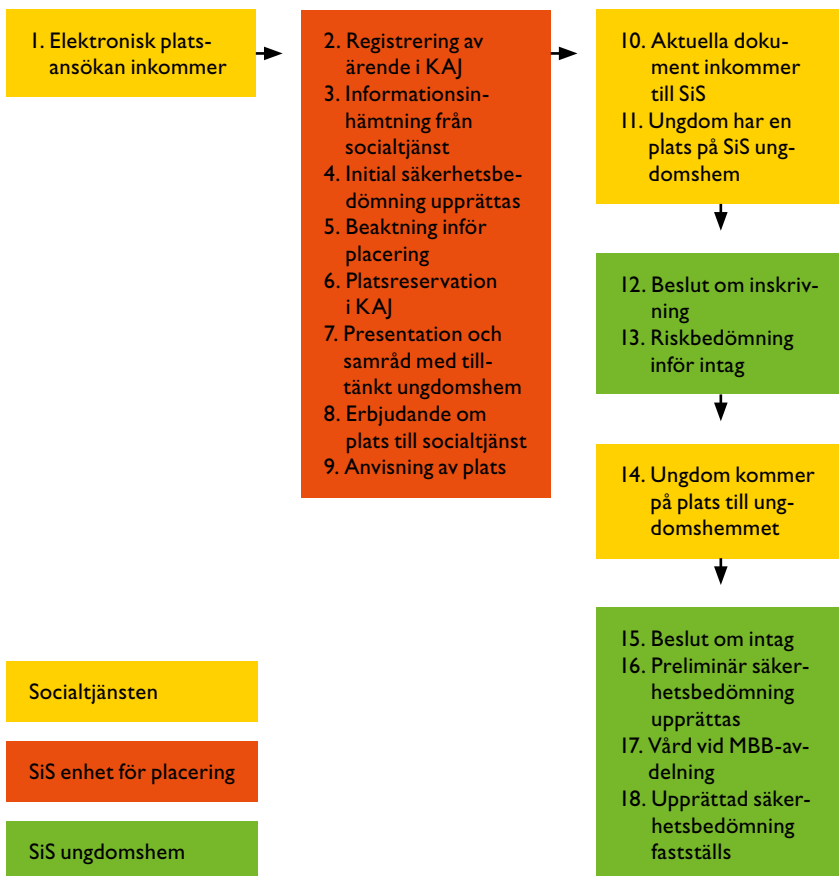 1. Elektronisk plats-
ansökan inkommer
2. Registrering av
ärende i KAJ
3. Informationsin-
hämtning från
socialtjänst
4. Initial säkerhetsbe-
dömning upprättas
5. Beaktning inför
placering
6. Platsreservation
i KAJ
7. Presentation och
samråd med till-
tänkt ungdomshem
8. Erbjudande om
plats till socialtjänst
9. Anvisning av plats
10. Aktuella doku-
ment inkommer
till SiS
11. Ungdom har en
plats på SiS ung-
domshem
12. Beslut om inskriv-
ning
13. Riskbedömning
inför intag
14. Ungdom kommer
på plats till ung-
domshemmet
15. Beslut om intag
16. Preliminär säker-
hetsbedömning
upprättas
17. Vård vid MBB-av-
delning
18. Upprättad säker-
hetsbedömning
fastställs
Socialtjänsten
SiS enhet för placering
SiS ungdomshem